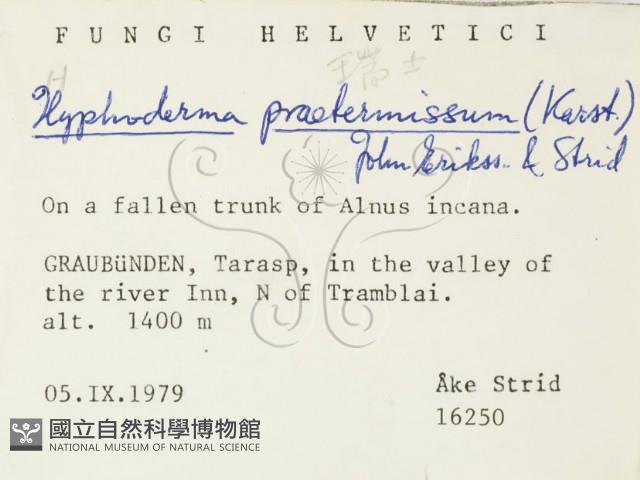 FUNGI HELVETICI
H 瑞士
Hyphoderma praetermissum (Karst.)
John Erikss. & Strid
On a fallen trunk of Alnus incana.
GRAUBüNDEN, Tarasp, in the valley of
the river Inn, N of Tramblai.
alt. 1400 m
05.IX.1979
Åke Strid
16250
國立自然科學博物館
NATIONAL MUSEUM OF NATURAL SCIENCE